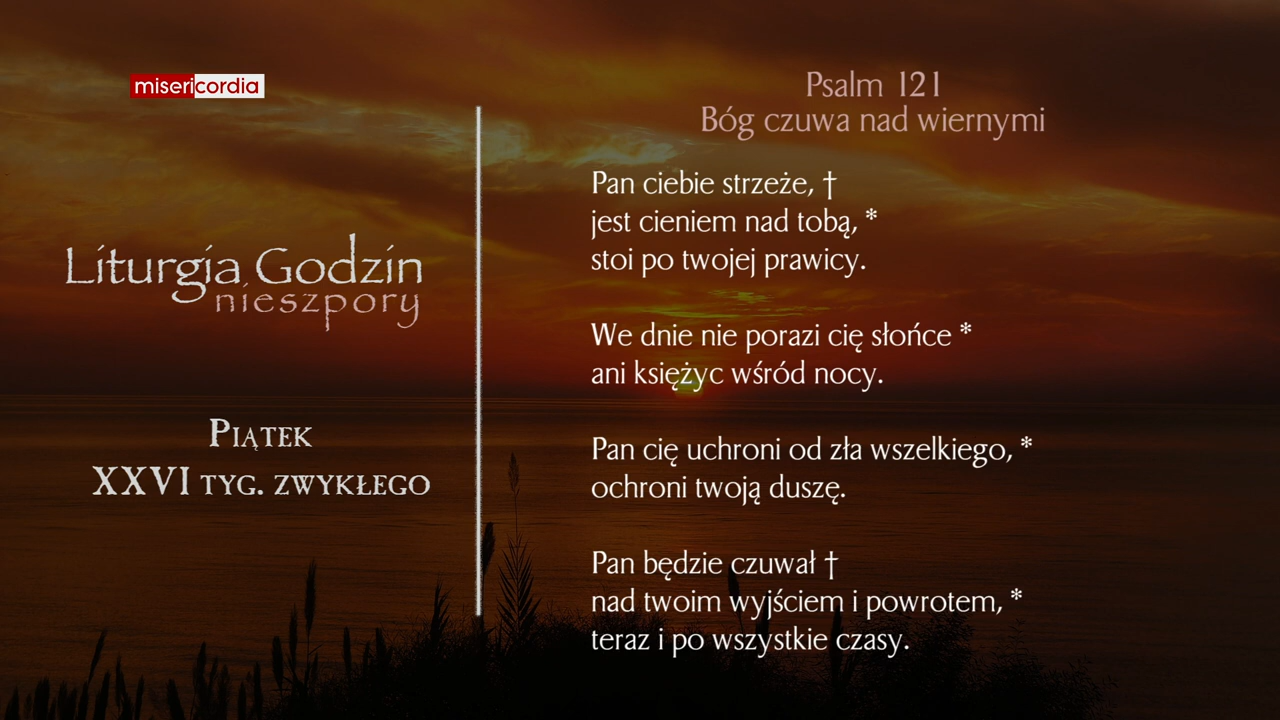 misericordia
Liturgia Godzin
nieszpory
Piątek
XXVI tyg. zwykłego
Psalm 121
Bóg czuwa nad wiernymi
Pan ciebie strzeże, †
jest cieniem nad tobą, *
stoi po twojej prawicy.
We dnie nie porazi cię słońce *
ani księżyc wśród nocy.
Pan cię uchroni od zła wszelkiego, *
ochroni twoją duszę.
Pan będzie czuwał †
nad twoim wyjściem i powrotem, *
teraz i po wszystkie czasy.